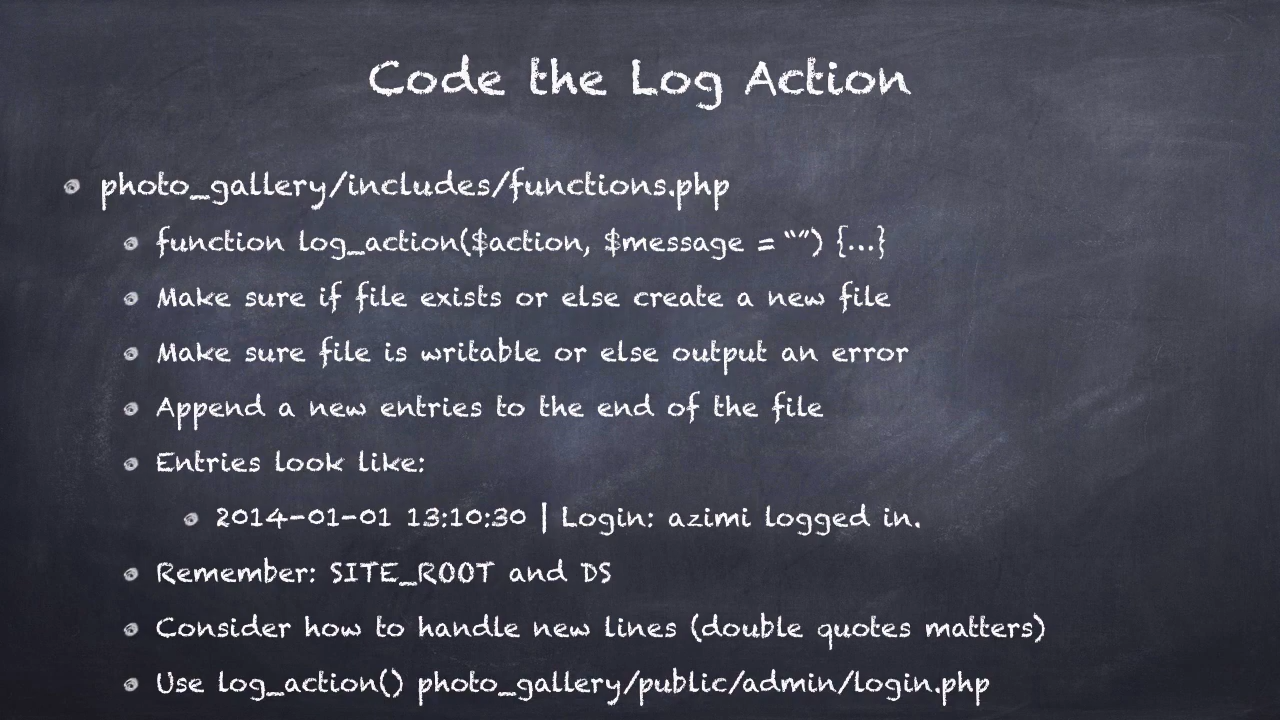 Code the Log Action
photo_gallery/includes/functions.php
function log_action($action, $message = “”) {...}
Make sure if file exists or else create a new file
Make sure file is writable or else output an error
Append a new entries to the end of the file
Entries look like:
2014-01-01 13:10:30 | Login: azimi logged in.
Remember: SITE_ROOT and DS
Consider how to handle new lines (double quotes matters)
Use log_action() photo_gallery/public/admin/login.php